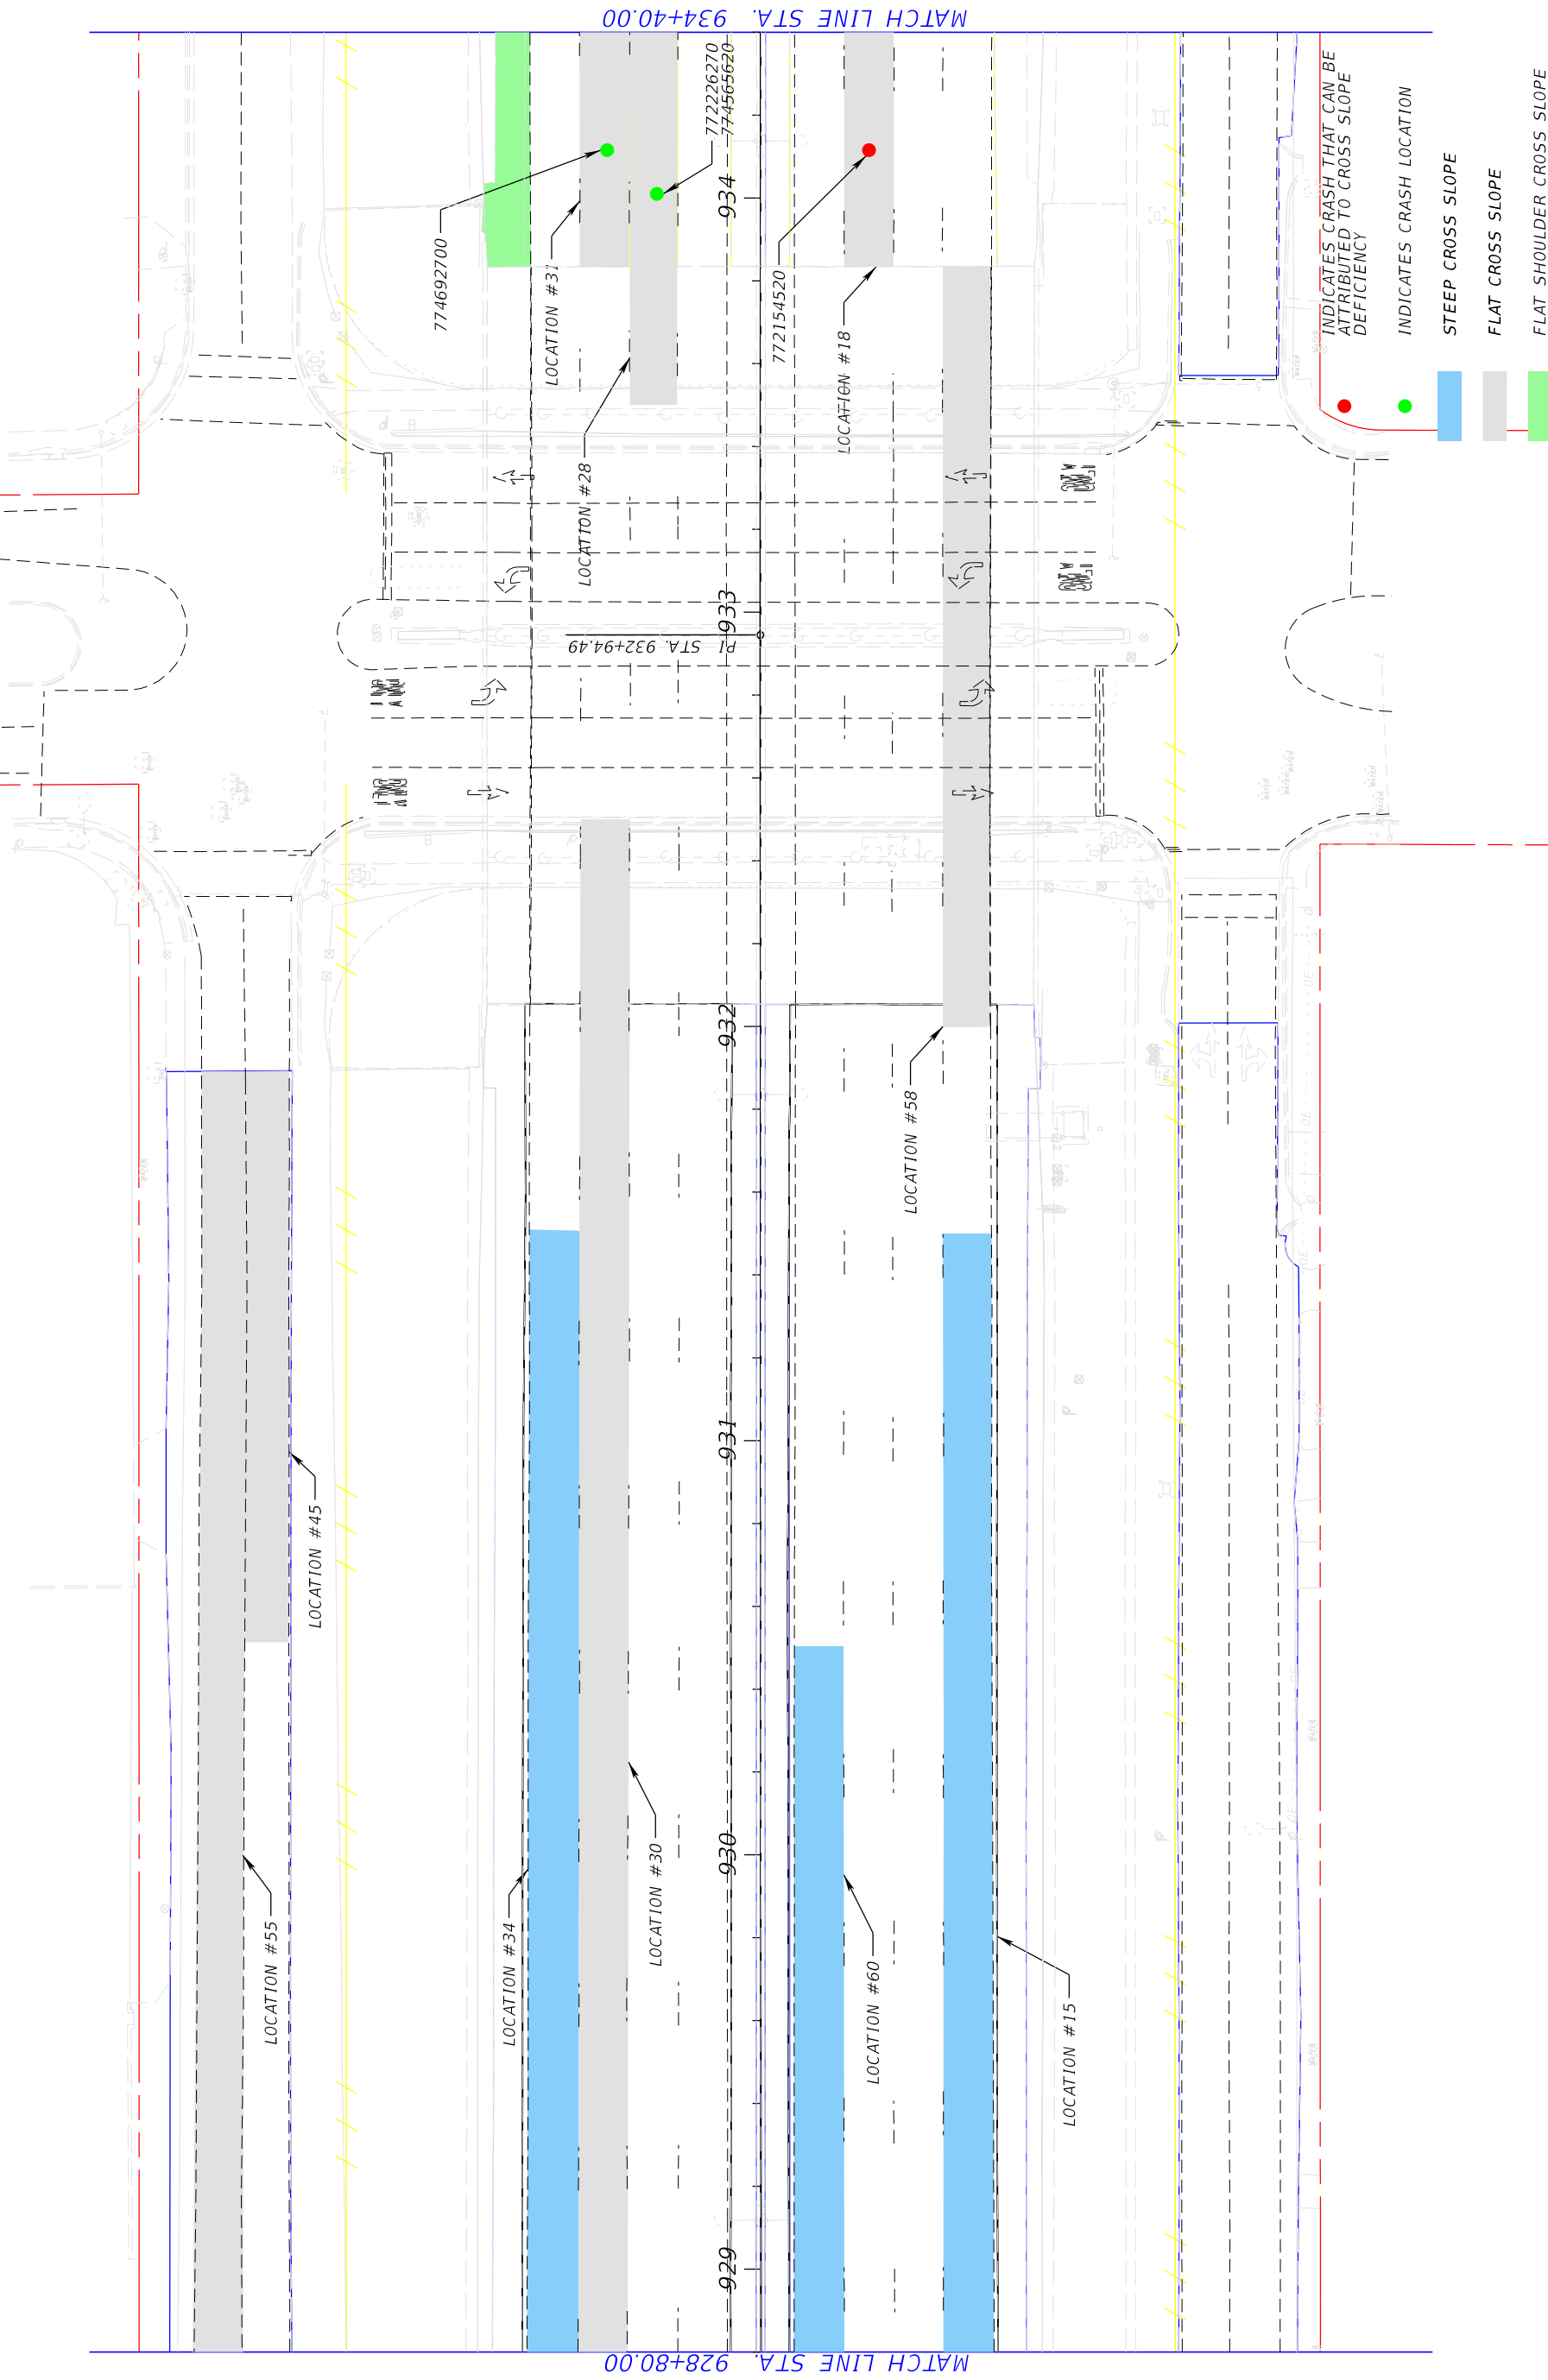 MATCH LINE STA. 934+40.00
772226270
774565620
774692700
LOCATION #31
LOCATION #28
934
772154520
LOCATION #18
INDICATES CRASH THAT CAN BE
ATTRIBUTED TO CROSS SLOPE
DEFICIENCY
INDICATES CRASH LOCATION
STEEP CROSS SLOPE
FLAT CROSS SLOPE
FLAT SHOULDER CROSS SLOPE
933
PI STA. 932+94.49
932
LOCATION #58
931
LOCATION #45
930
LOCATION #55
LOCATION #34
LOCATION #30
LOCATION #60
LOCATION #15
929
MATCH LINE STA. 928+80.00